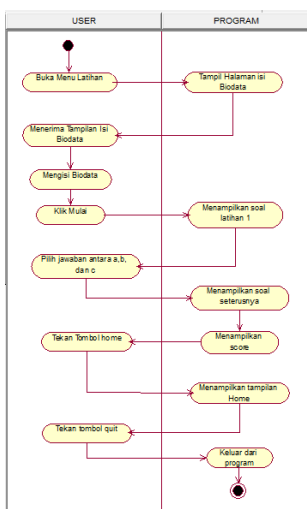 USER
PROGRAM
Buka Menu Latihan
Tampil Halaman isi
Biodata
Menerima Tampilan Isi
Biodata
Mengisi Biodata
Klik Mulai
Menampilkan soal
latihan 1
Pilih jawaban antara a,b,
dan c
Menampilkan soal
seterusnya
Menampilkan
score
Tekan Tombol home
Menampilkan tampilan
Home
Tekan tombol quit
Keluar dari
program